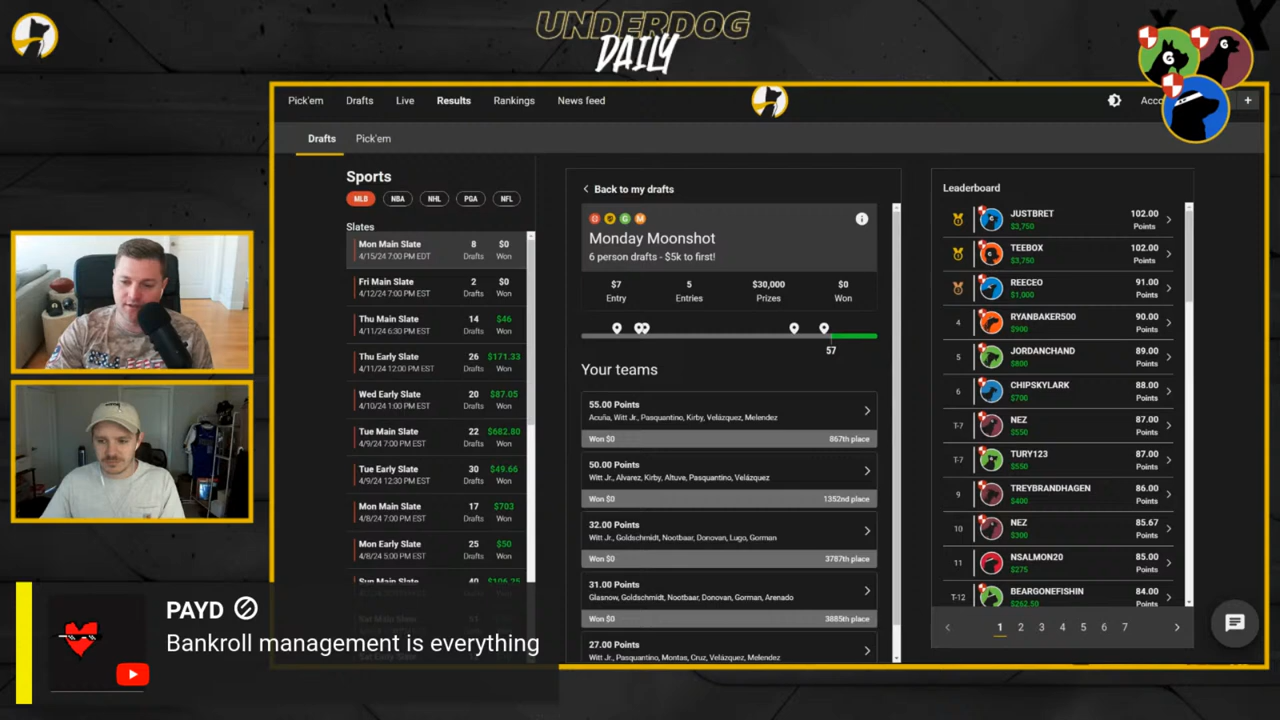 UNDERDOG
DAILY
Pick'em Drafts Live Results Rankings News feed
Drafts Pick'em
Sports
MLB NBA NHL PGA NFL
Slates
Mon Main Slate 8 $0
4/15/24 7:00 PM EDT Drafts Won
Fri Main Slate 2 $0
4/12/24 7:00 PM EST Drafts Won
Thu Main Slate 14 $46
4/11/24 6:30 PM EDT Drafts Won
Thu Early Slate 26 $171.33
4/11/24 12:00 PM EST Drafts Won
Wed Early Slate 20 $87.05
4/10/24 1:00 PM EST Drafts Won
Tue Main Slate 22 $682.80
4/9/24 7:00 PM EST Drafts Won
Tue Early Slate 30 $49.66
4/9/24 12:30 PM EST Drafts Won
Mon Main Slate 17 $703
4/8/24 7:00 PM EST Drafts Won
Mon Early Slate 25 $50
4/8/24 5:00 PM EST Drafts Won
Sun Main Slate 40 $106.25
Back to my drafts
Monday Moonshot
6 person drafts - $5k to first!
$7 5 $30,000 $0
Entry Entries Prizes Won
57
Your teams
55.00 Points
Acuña, Witt Jr., Pasquantino, Kirby, Velázquez, Melendez
Won $0 867th place
50.00 Points
Witt Jr., Alvarez, Kirby, Altuve, Pasquantino, Velázquez
Won $0 1352nd place
32.00 Points
Witt Jr., Goldschmidt, Nootbaar, Donovan, Lugo, Gorman
Won $0 3787th place
31.00 Points
Glasnow, Goldschmidt, Nootbaar, Donovan, Gorman, Arenado
Won $0 3885th place
27.00 Points
Witt Jr., Pasquantino, Montas, Cruz, Velázquez, Melendez
Leaderboard
JUSTBRET 102.00
$3,750 Points
TEEBOX 102.00
$3,750 Points
REECEO 91.00
$1,000 Points
4 RYANBAKER500 90.00
$900 Points
5 JORDANCHAND 89.00
$800 Points
6 CHIPSKYLARK 88.00
$700 Points
T-7 NEZ 87.00
$550 Points
T-7 TURY123 87.00
$550 Points
9 TREYBRANDHAGEN 86.00
$400 Points
10 NEZ 85.67
$300 Points
11 NSALMON20 85.00
$275 Points
T-12 BEARGONEFISHIN 84.00
$262.50 Points
1 2 3 4 5 6 7
PAYD
Bankroll management is everything